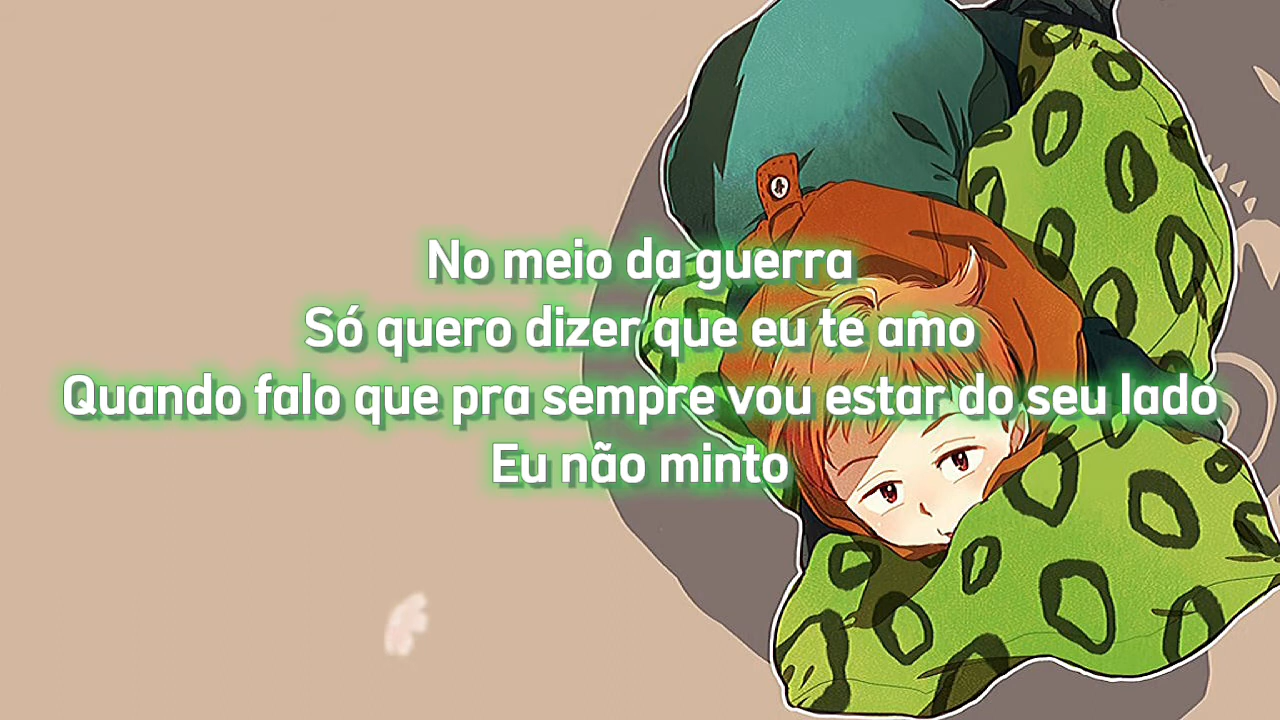 No meio da guerra
Só quero dizer que eu te amo
Quando falo que pra sempre vou estar do seu lado
Eu não minto